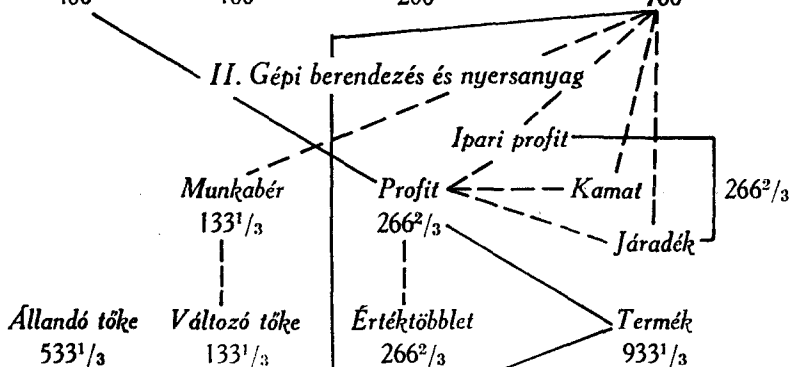 400 100 200 700
II. Gépi berendezés és nyersanyag
Ipari profit
Munkabér Profit Kamat 266²/₃
133¹/₃ 266²/₃
Járadék
Állandó tőke Változó tőke Értéktöbblet Termék
533¹/₃ 133¹/₃ 266²/₃ 933¹/₃